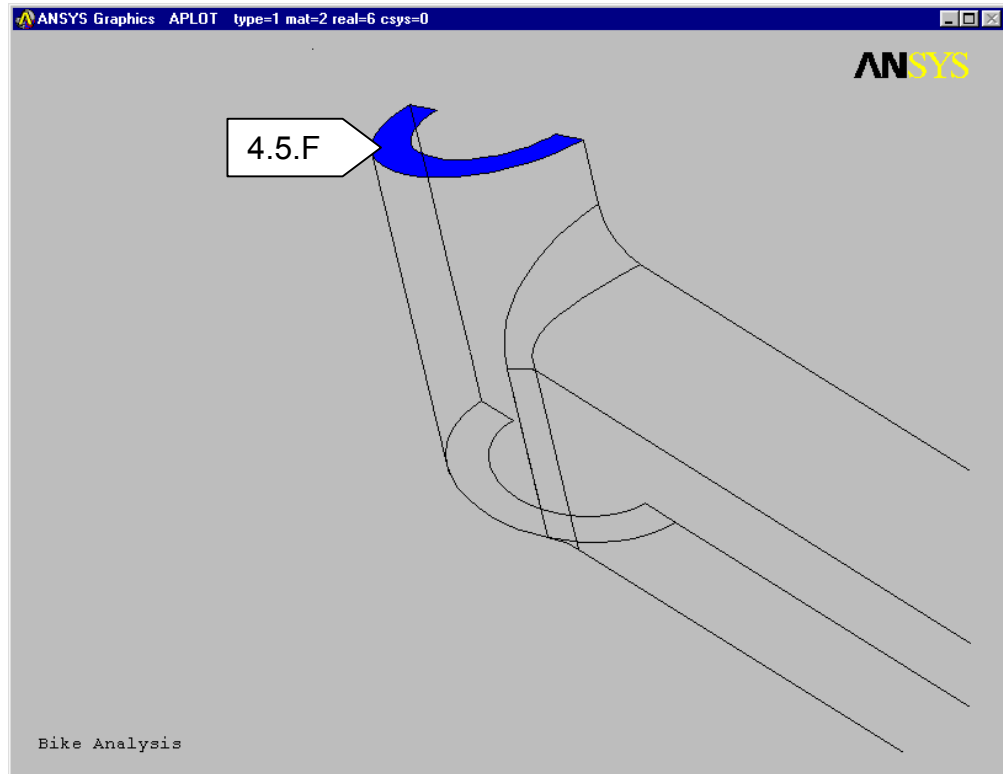 ANSYS Graphics APLOT type=1 mat=2 real=6 csys=0
ANSYS
4.5.F
Bike Analysis